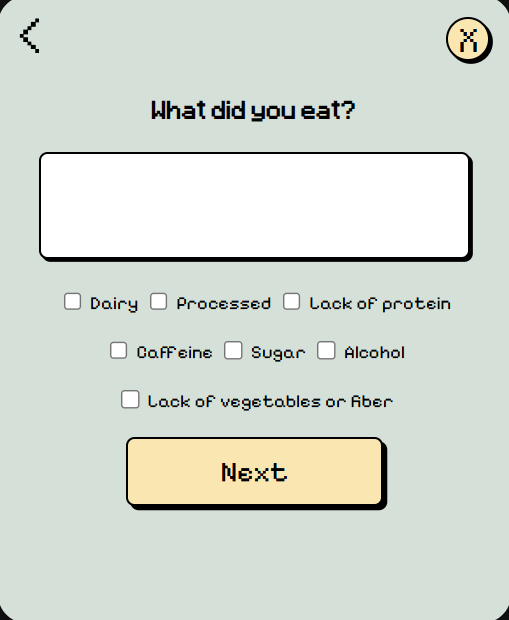 X
What did you eat?
Dairy Processed Lack of protein
Caffeine Sugar Alcohol
Lack of vegetables or fiber
Next